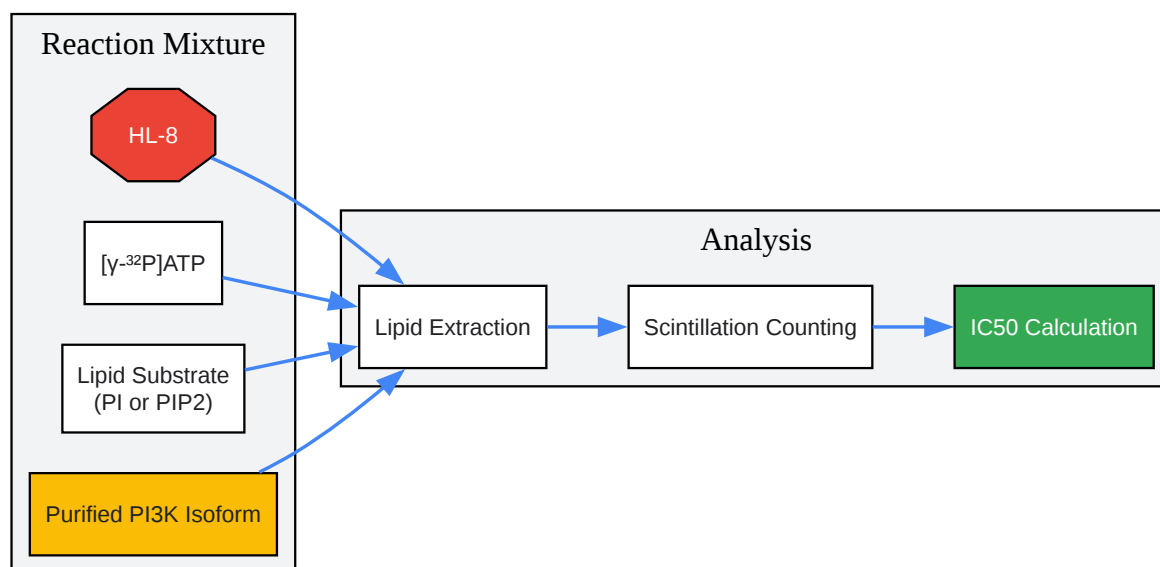 Reaction Mixture
HL-8
[γ-³²P]ATP
Lipid Substrate
(PI or PIP2)
Purified PI3K Isoform
Analysis
Lipid Extraction
Scintillation Counting
IC50 Calculation